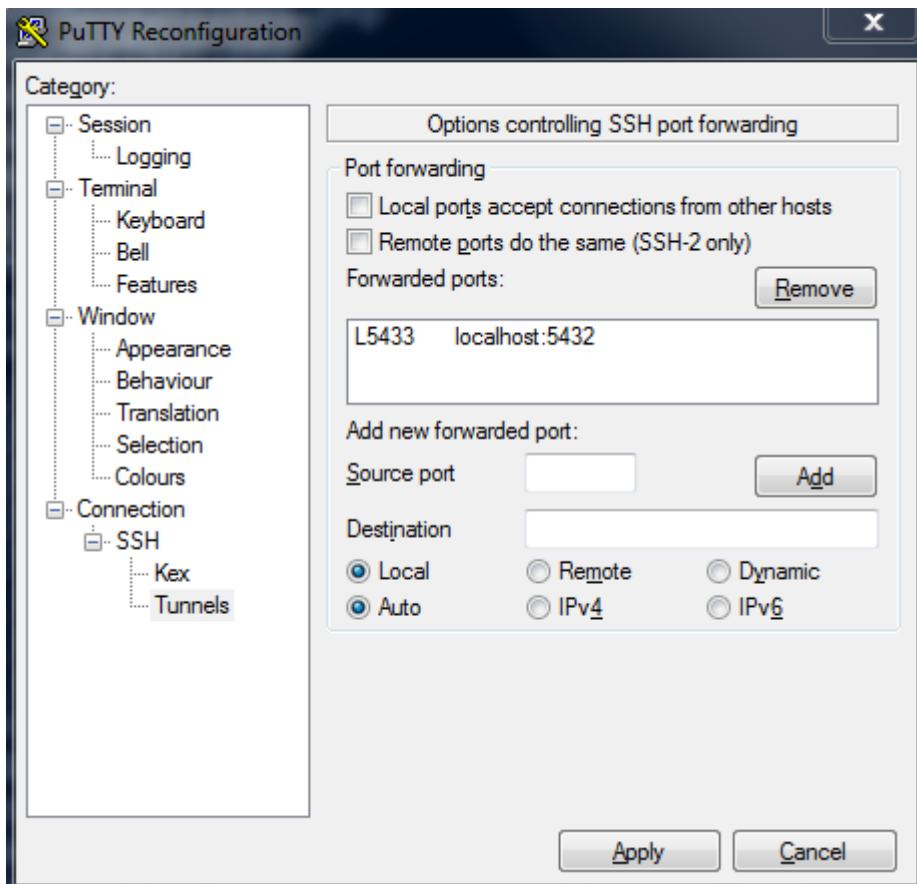 PuTTY Reconfiguration
x
Category:
Session
Logging
Terminal
Keyboard
Bell
Features
Window
Appearance
Behaviour
Translation
Selection
Colours
Connection
SSH
Kex
Tunnels
Options controlling SSH port forwarding
Port forwarding
Local ports accept connections from other hosts
Remote ports do the same (SSH-2 only)
Forwarded ports:
Remove
L5433 localhost:5432
Add new forwarded port:
Source port
Add
Destination
Local Remote Dynamic
Auto IPv4 IPv6
Apply Cancel